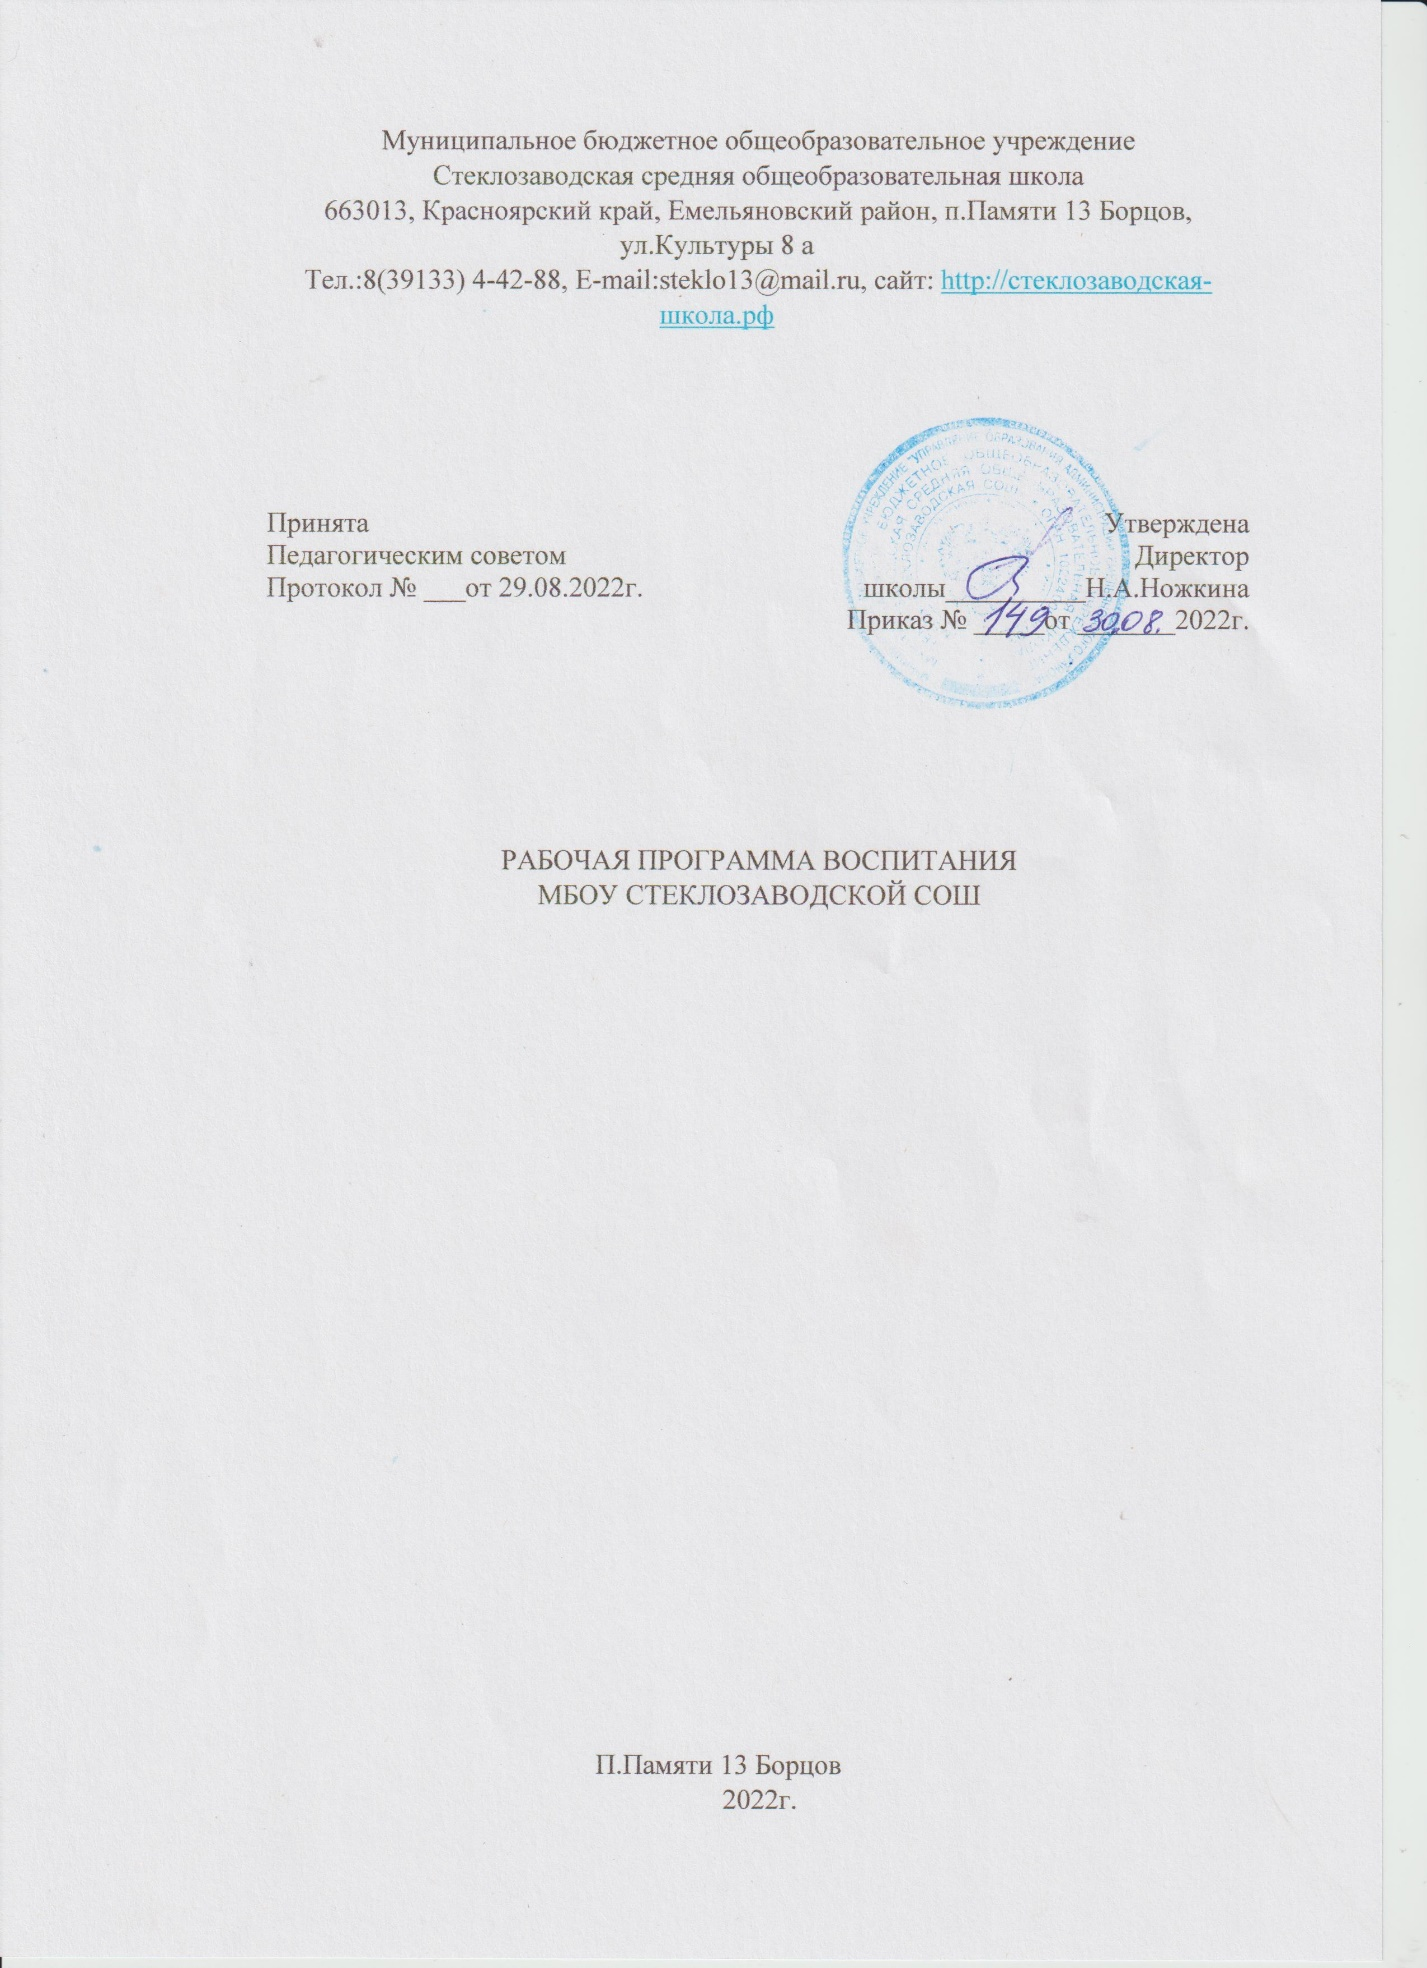 Муниципальное бюджетное общеобразовательное учреждение
Стеклозаводская средняя общеобразовательная школа
663013, Красноярский край, Емельяновский район, п.Памяти 13 Борцов,
ул.Культуры 8 а
Тел.:8(39133) 4-42-88, E-mail:steklo13@mail.ru, сайт: http://стеклозаводская-
школа.рф
Принята
Педагогическим советом
Протокол № ___от 29.08.2022г.
Утверждена
Директор
школы__________Н.А.Ножкина
Приказ № 149 от 30.08. 2022г.
РАБОЧАЯ ПРОГРАММА ВОСПИТАНИЯ
МБОУ СТЕКЛОЗАВОДСКОЙ СОШ
П.Памяти 13 Борцов
2022г.